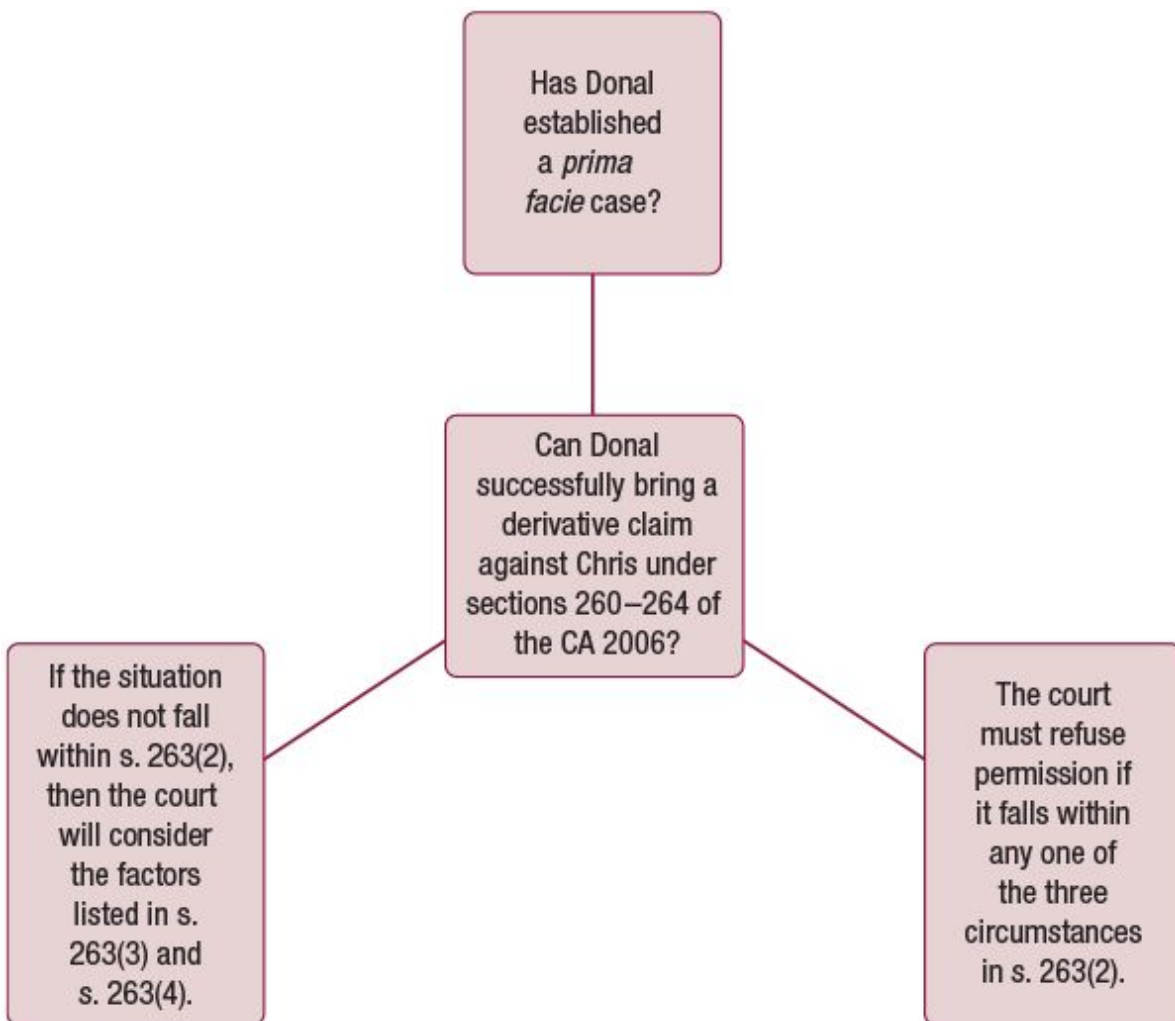 Has Donal
established
a prima
facie case?
Can Donal
successfully bring a
derivative claim
against Chris under
sections 260–264 of
the CA 2006?
If the situation
does not fall
within s. 263(2),
then the court
will consider
the factors
listed in s.
263(3) and
s. 263(4).
The court
must refuse
permission if
it falls within
any one of
the three
circumstances
in s. 263(2).